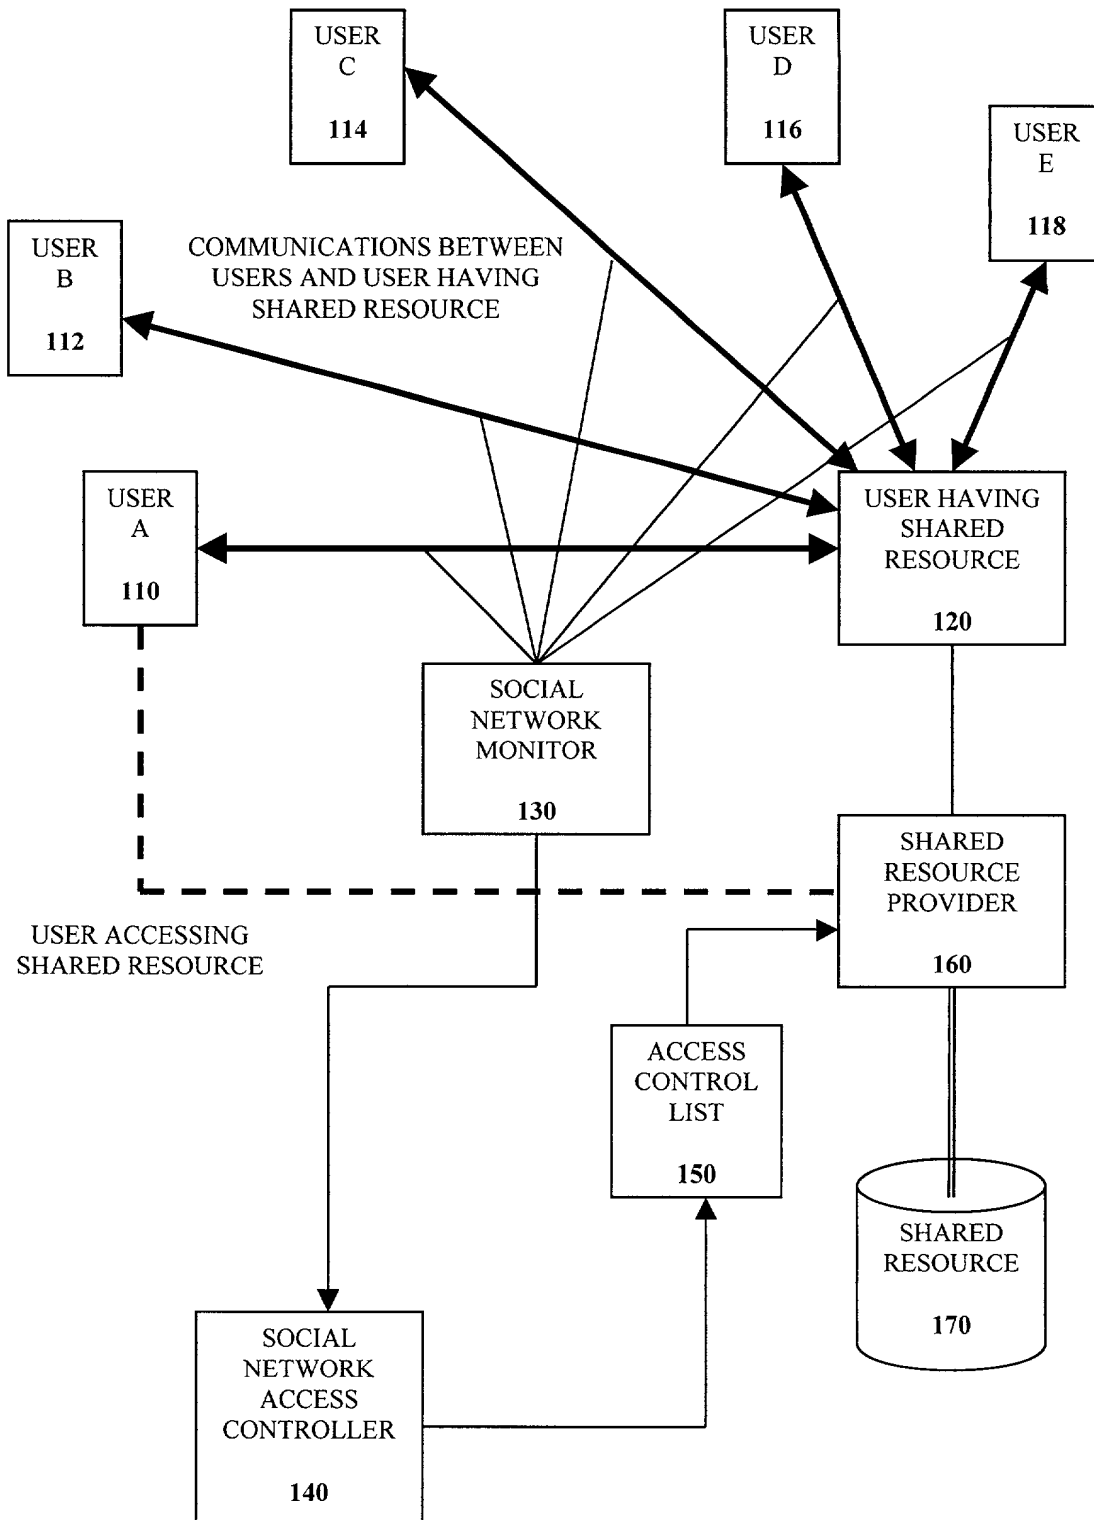 USER
C
114
USER
D
116
USER
E
118
USER
B
112
COMMUNICATIONS BETWEEN
USERS AND USER HAVING
SHARED RESOURCE
USER
A
110
USER HAVING
SHARED
RESOURCE
120
SOCIAL
NETWORK
MONITOR
130
SHARED
RESOURCE
PROVIDER
160
USER ACCESSING
SHARED RESOURCE
ACCESS
CONTROL
LIST
150
SHARED
RESOURCE
170
SOCIAL
NETWORK
ACCESS
CONTROLLER
140